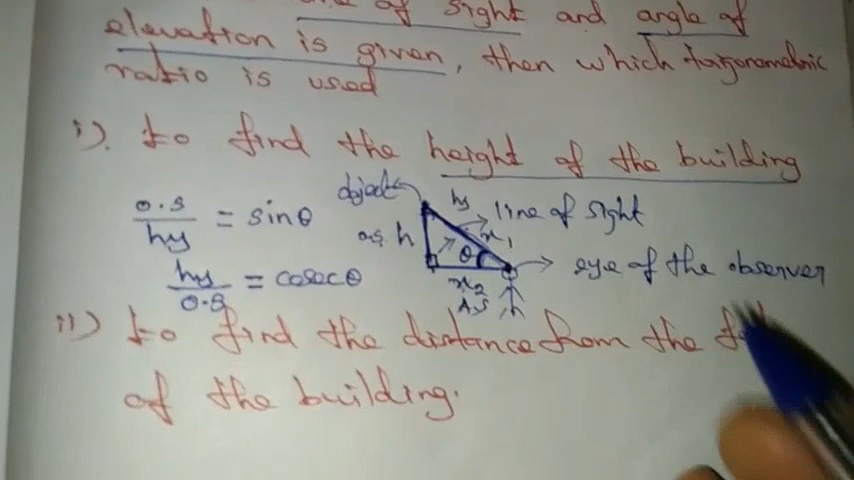 of sight and angle of
elevation is given, then which
ratio is used
i). to find the height of the building
object hy line of sight
o.s/hy = sinθ
o.s h θ x1
eye of the observer
hy/o.s = cosecθ
x2
A.S
ii) to find the distance from the
of the building.